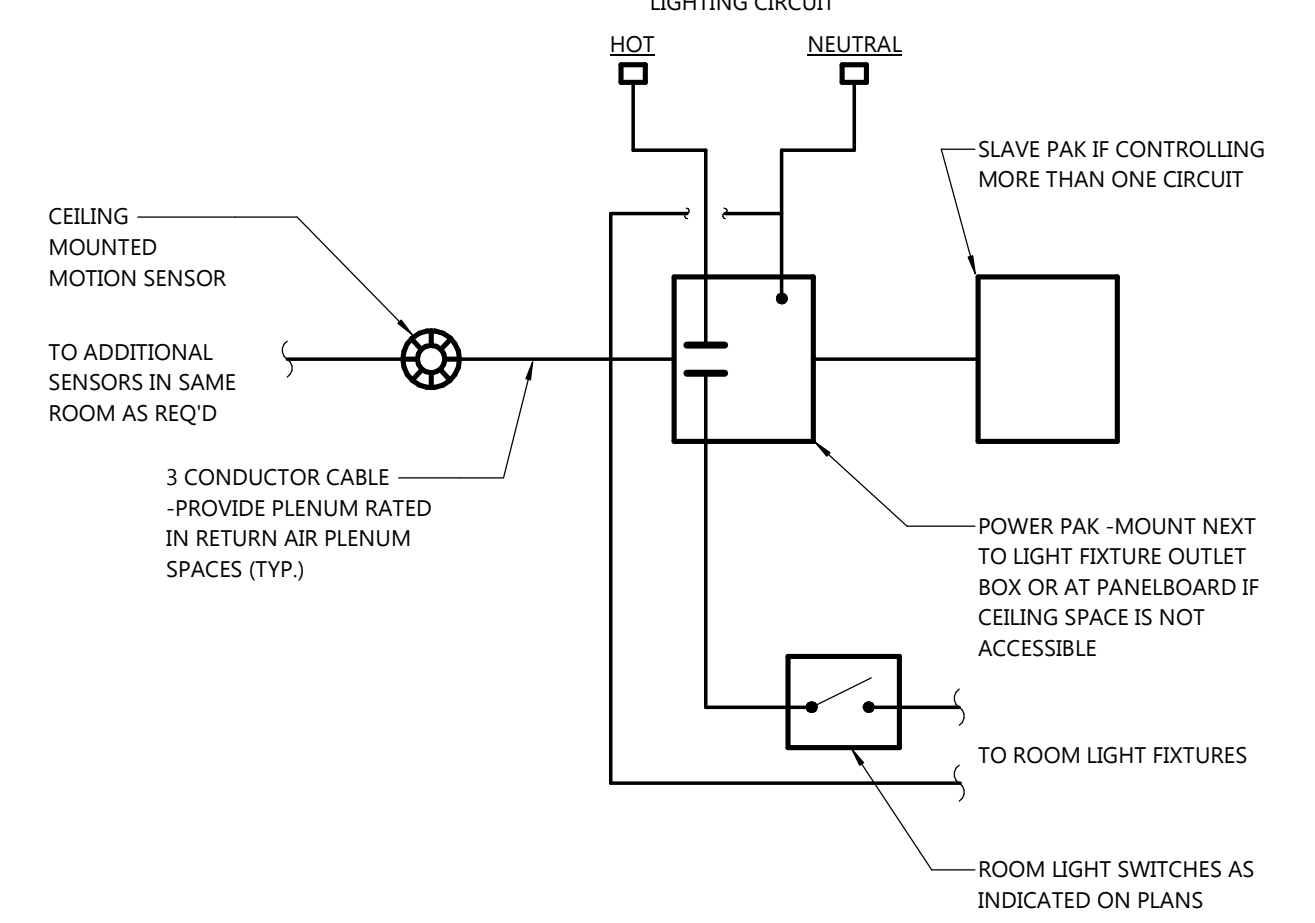 LIGHTING CIRCUIT
HOT
NEUTRAL
SLAVE PAK IF CONTROLLING
MORE THAN ONE CIRCUIT
CEILING
MOUNTED
MOTION SENSOR
TO ADDITIONAL
SENSORS IN SAME
ROOM AS REQ'D
3 CONDUCTOR CABLE
-PROVIDE PLENUM RATED
IN RETURN AIR PLENUM
SPACES (TYP.)
POWER PAK -MOUNT NEXT
TO LIGHT FIXTURE OUTLET
BOX OR AT PANELBOARD IF
CEILING SPACE IS NOT
ACCESSIBLE
TO ROOM LIGHT FIXTURES
ROOM LIGHT SWITCHES AS
INDICATED ON PLANS